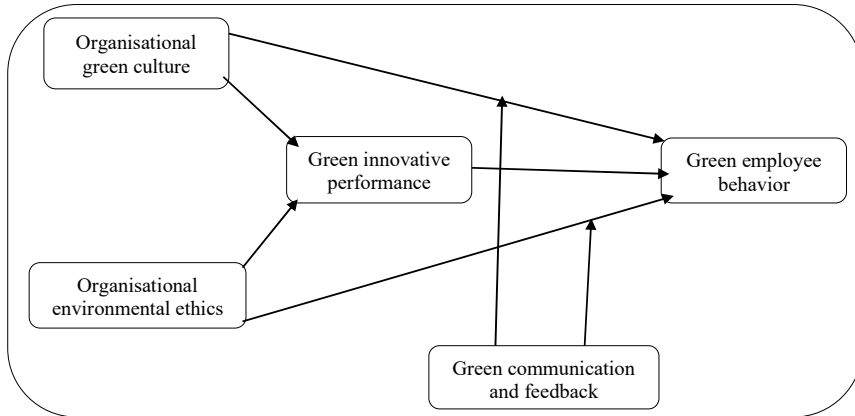 Organisational
green culture
Green innovative
performance
Green employee
behavior
Organisational
environmental ethics
Green communication
and feedback